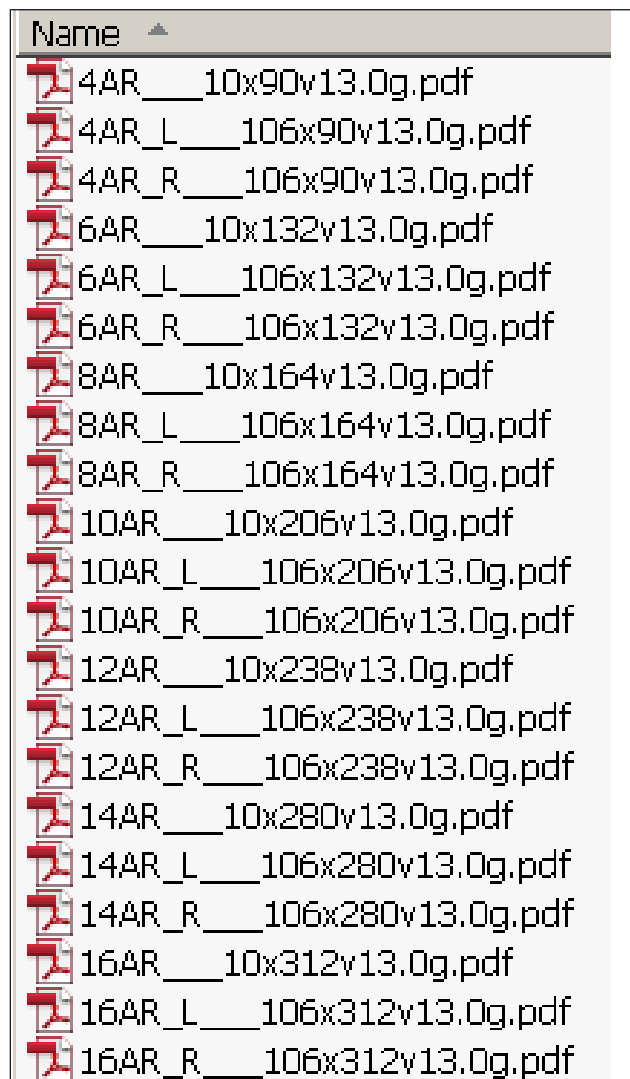 Name
4AR___10x90v13.0g.pdf
4AR_L___106x90v13.0g.pdf
4AR_R___106x90v13.0g.pdf
6AR___10x132v13.0g.pdf
6AR_L___106x132v13.0g.pdf
6AR_R___106x132v13.0g.pdf
8AR___10x164v13.0g.pdf
8AR_L___106x164v13.0g.pdf
8AR_R___106x164v13.0g.pdf
10AR___10x206v13.0g.pdf
10AR_L___106x206v13.0g.pdf
10AR_R___106x206v13.0g.pdf
12AR___10x238v13.0g.pdf
12AR_L___106x238v13.0g.pdf
12AR_R___106x238v13.0g.pdf
14AR___10x280v13.0g.pdf
14AR_L___106x280v13.0g.pdf
14AR_R___106x280v13.0g.pdf
16AR___10x312v13.0g.pdf
16AR_L___106x312v13.0g.pdf
16AR_R___106x312v13.0g.pdf